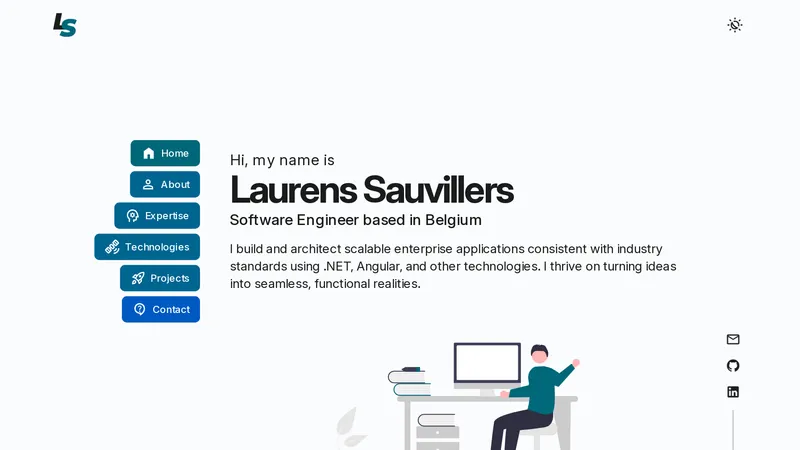 LS
Home
About
Expertise
Technologies
Projects
Contact
Hi, my name is
Laurens Sauvillers
Software Engineer based in Belgium
I build and architect scalable enterprise applications consistent with industry
standards using .NET, Angular, and other technologies. I thrive on turning ideas
into seamless, functional realities.